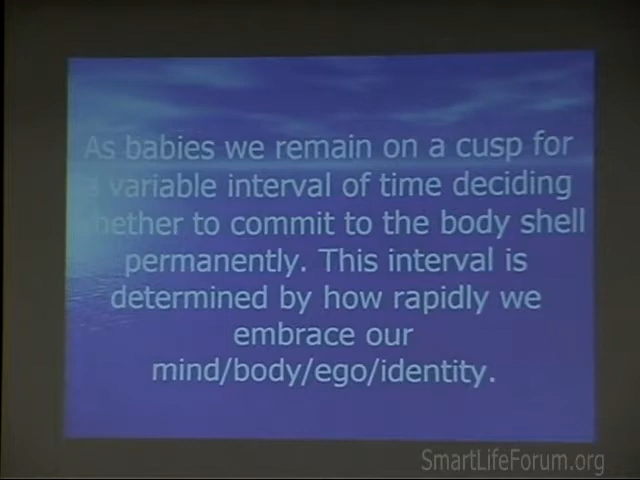 As babies we remain on a cusp for
a variable interval of time deciding
whether to commit to the body shell
permanently. This interval is
determined by how rapidly we
embrace our
mind/body/ego/identity.
SmartLifeForum.org